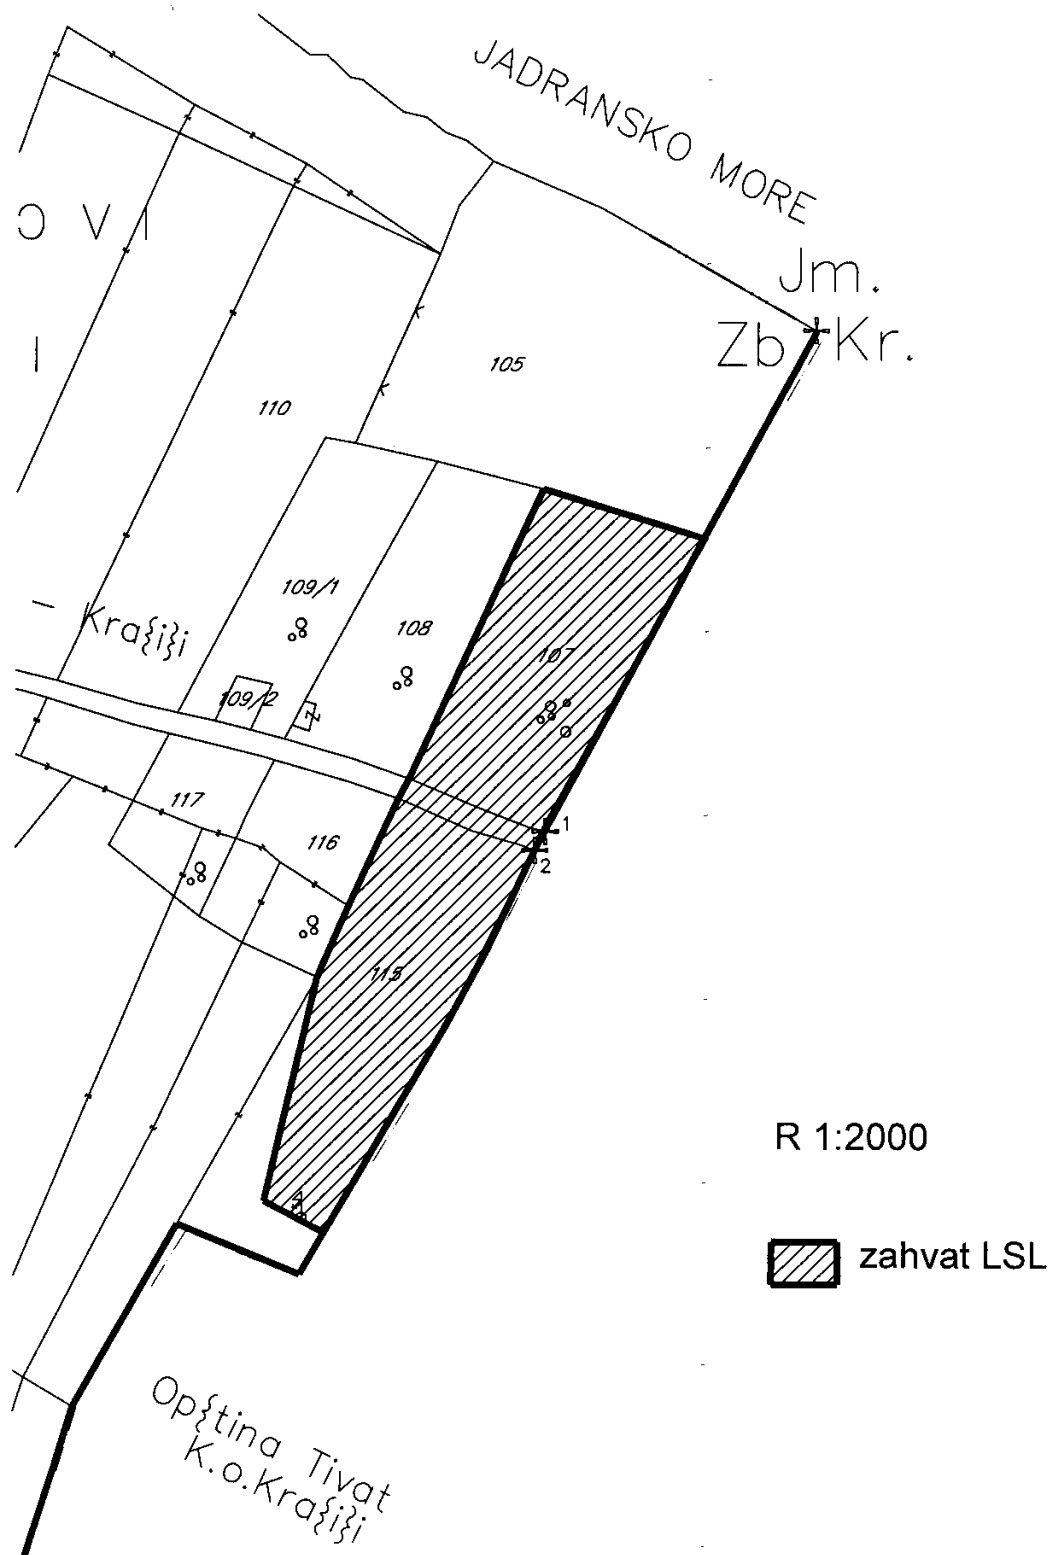 JADRANSKO MORE
Jm.
Zb Kr.
105
110
109/1
108
107
- Kra{i}i
109/2
1
2
117
116
115
R 1:2000
zahvat LSL
Op{tina Tivat
K.o.Kra{i}i